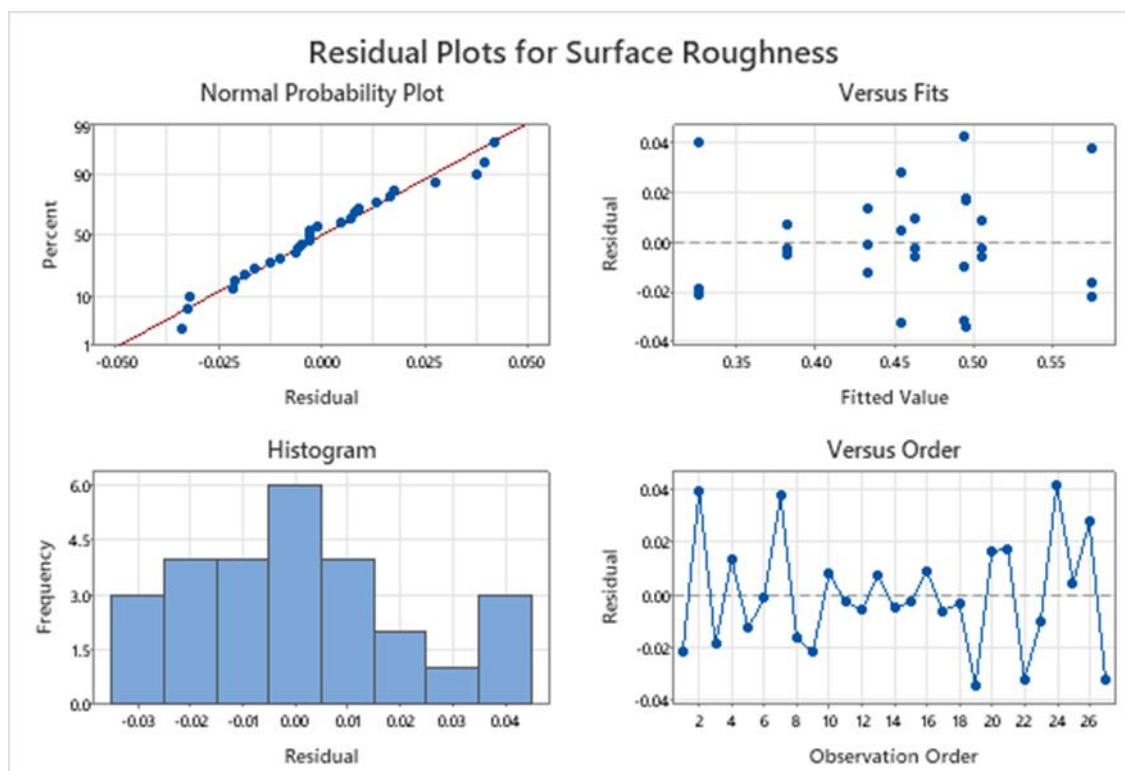 Residual Plots for Surface Roughness
Normal Probability Plot
99
90
50
10
1
Percent
-0.050 -0.025 0.000 0.025 0.050
Residual
Versus Fits
0.04
0.02
0.00
-0.02
-0.04
Residual
0.35 0.40 0.45 0.50 0.55
Fitted Value
Histogram
6.0
4.5
3.0
1.5
0.0
Frequency
-0.03 -0.02 -0.01 0.00 0.01 0.02 0.03 0.04
Residual
Versus Order
0.04
0.02
0.00
-0.02
-0.04
Residual
2 4 6 8 10 12 14 16 18 20 22 24 26
Observation Order